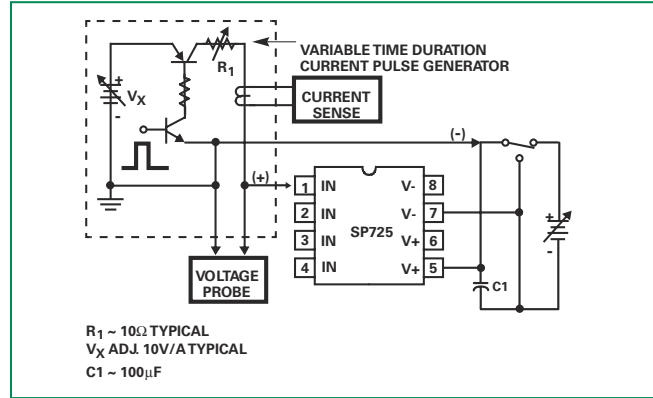 VARIABLE TIME DURATION
CURRENT PULSE GENERATOR
R1
+
VX
-
CURRENT
SENSE
(-)
(+)
1 IN V- 8
2 IN V- 7
3 IN V+ 6
4 IN V+ 5
SP725
+
-
C1
VOLTAGE
PROBE
R1 ~ 10Ω TYPICAL
VX ADJ. 10V/A TYPICAL
C1 ~ 100μF